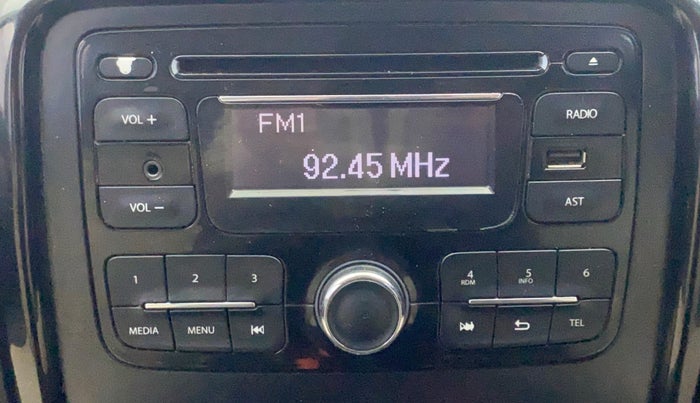 VOL +
FM1
92.45 MHz
RADIO
VOL −
AST
1 2 3
4 RDM
5 INFO
6
MEDIA MENU
TEL